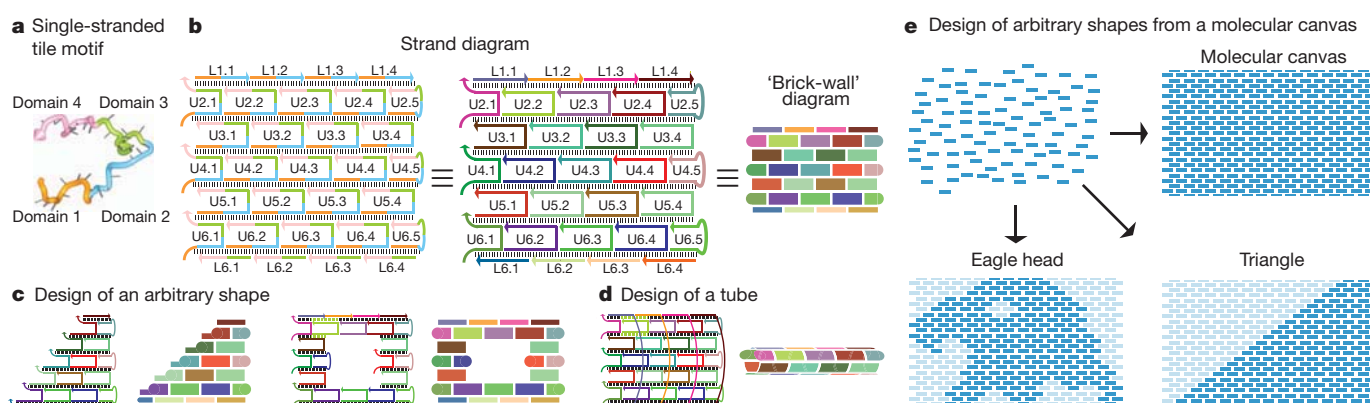 a Single-stranded
tile motif
Domain 4 Domain 3
Domain 1 Domain 2
b
Strand diagram
L1.1 L1.2 L1.3 L1.4
U2.1 U2.2 U2.3 U2.4 U2.5
U3.1 U3.2 U3.3 U3.4
U4.1 U4.2 U4.3 U4.4 U4.5
U5.1 U5.2 U5.3 U5.4
U6.1 U6.2 U6.3 U6.4 U6.5
L6.1 L6.2 L6.3 L6.4
≡
L1.1 L1.2 L1.3 L1.4
U2.1 U2.2 U2.3 U2.4 U2.5
U3.1 U3.2 U3.3 U3.4
U4.1 U4.2 U4.3 U4.4 U4.5
U5.1 U5.2 U5.3 U5.4
U6.1 U6.2 U6.3 U6.4 U6.5
L6.1 L6.2 L6.3 L6.4
≡
'Brick-wall'
diagram
c Design of an arbitrary shape
d Design of a tube
e Design of arbitrary shapes from a molecular canvas
Molecular canvas
Eagle head
Triangle